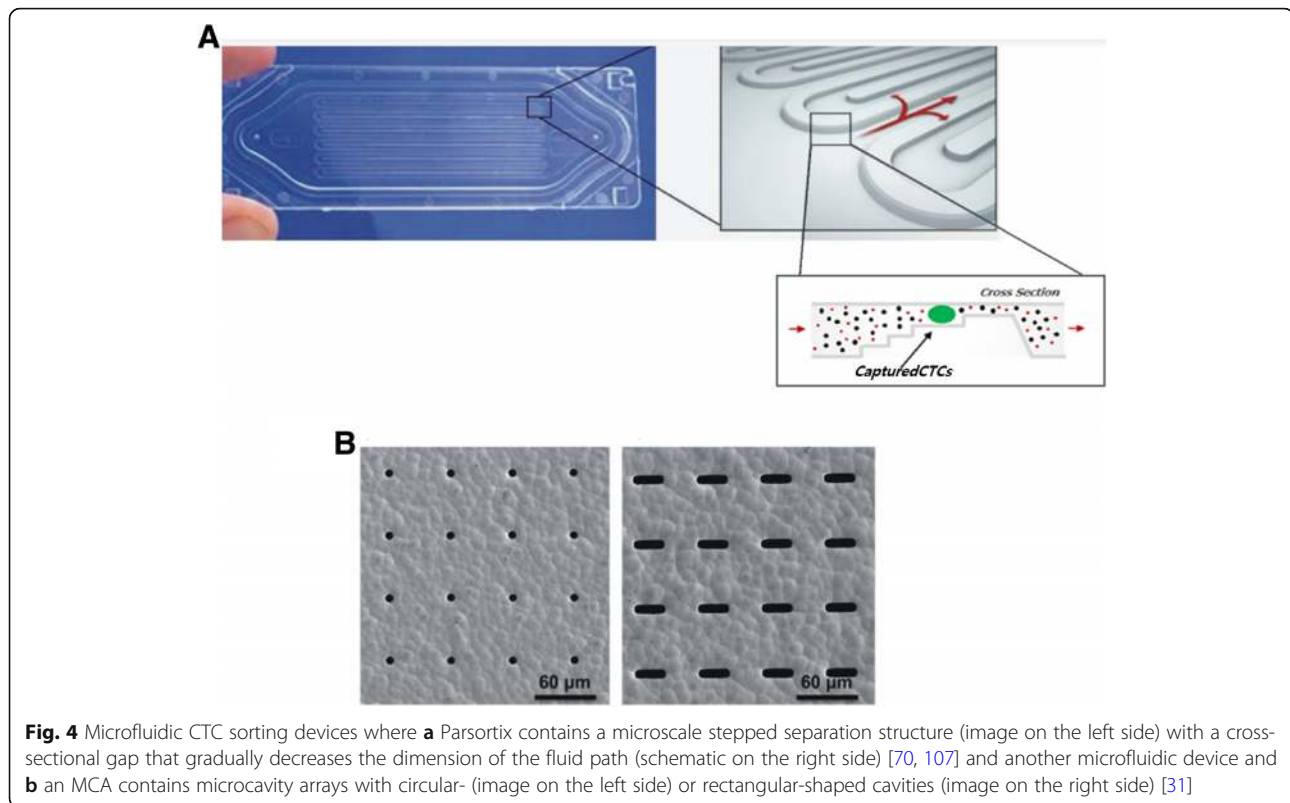 A
Cross Section
CapturedCTCs
B
60 µm
60 µm
Fig. 4 Microfluidic CTC sorting devices where a Parsortix contains a microscale stepped separation structure (image on the left side) with a cross-
sectional gap that gradually decreases the dimension of the fluid path (schematic on the right side) [70, 107] and another microfluidic device and
b an MCA contains microcavity arrays with circular- (image on the left side) or rectangular-shaped cavities (image on the right side) [31]